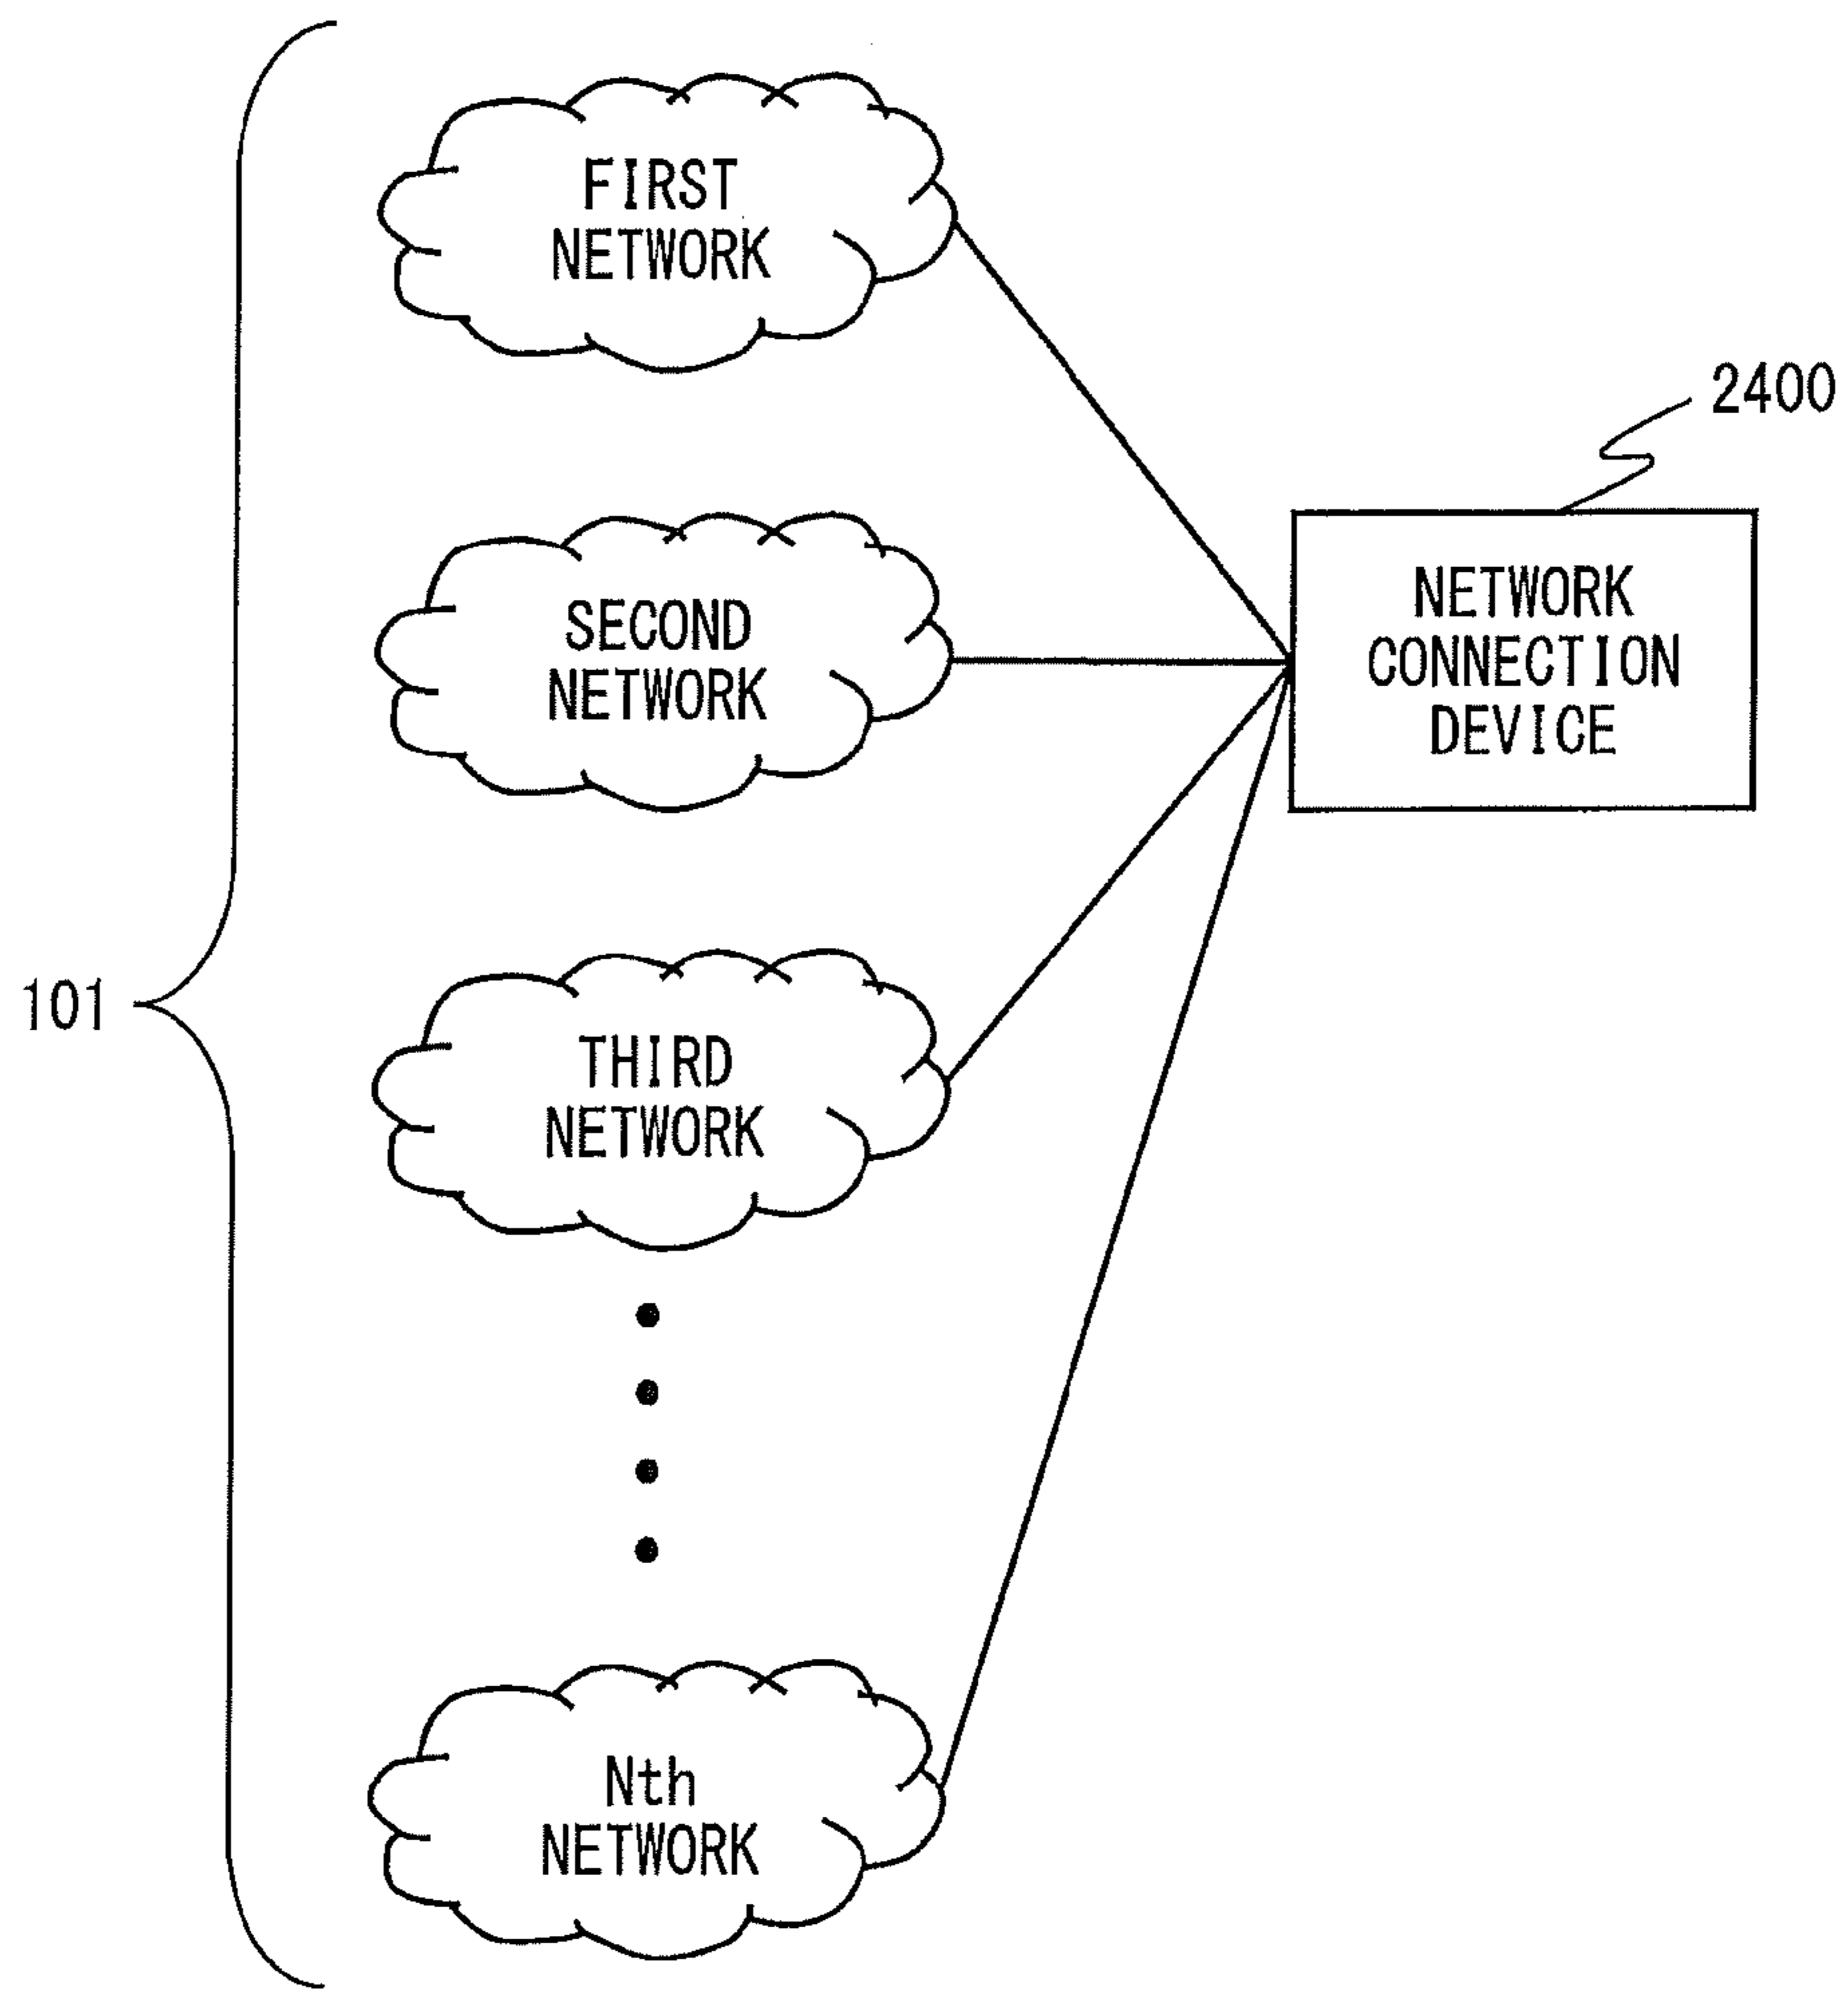 FIRST
NETWORK
2400
SECOND
NETWORK
NETWORK
CONNECTION
DEVICE
101
THIRD
NETWORK
Nth
NETWORK